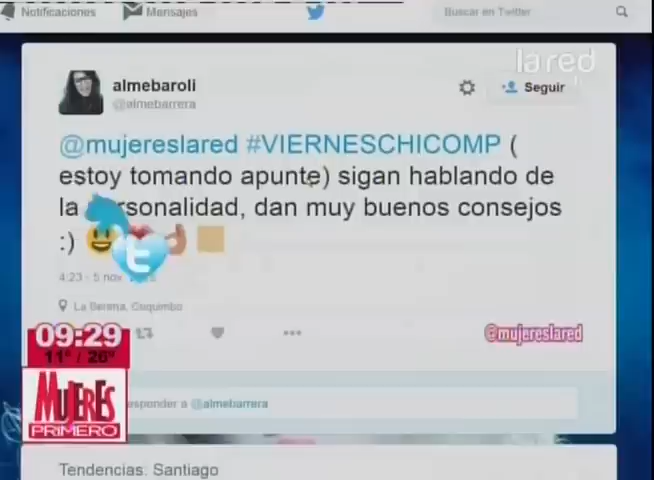 Notificaciones Mensajes Buscar en Twitter
la red
almebaroli
@almebarrera
Seguir
@mujereslared #VIERNESCHICOMP (
estoy tomando apunte) sigan hablando de
la personalidad, dan muy buenos consejos
:)
4:23 - 5 nov.
La Serena, Coquimbo
09:29
11° / 26°
@mujereslared
MUJERES
PRIMERO
esponder a @almebarrera
Tendencias: Santiago